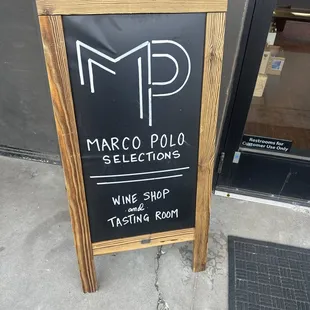 MP
MARCO POLO
SELECTIONS
WINE SHOP
and
TASTING ROOM
Restrooms for
Customer Use Only